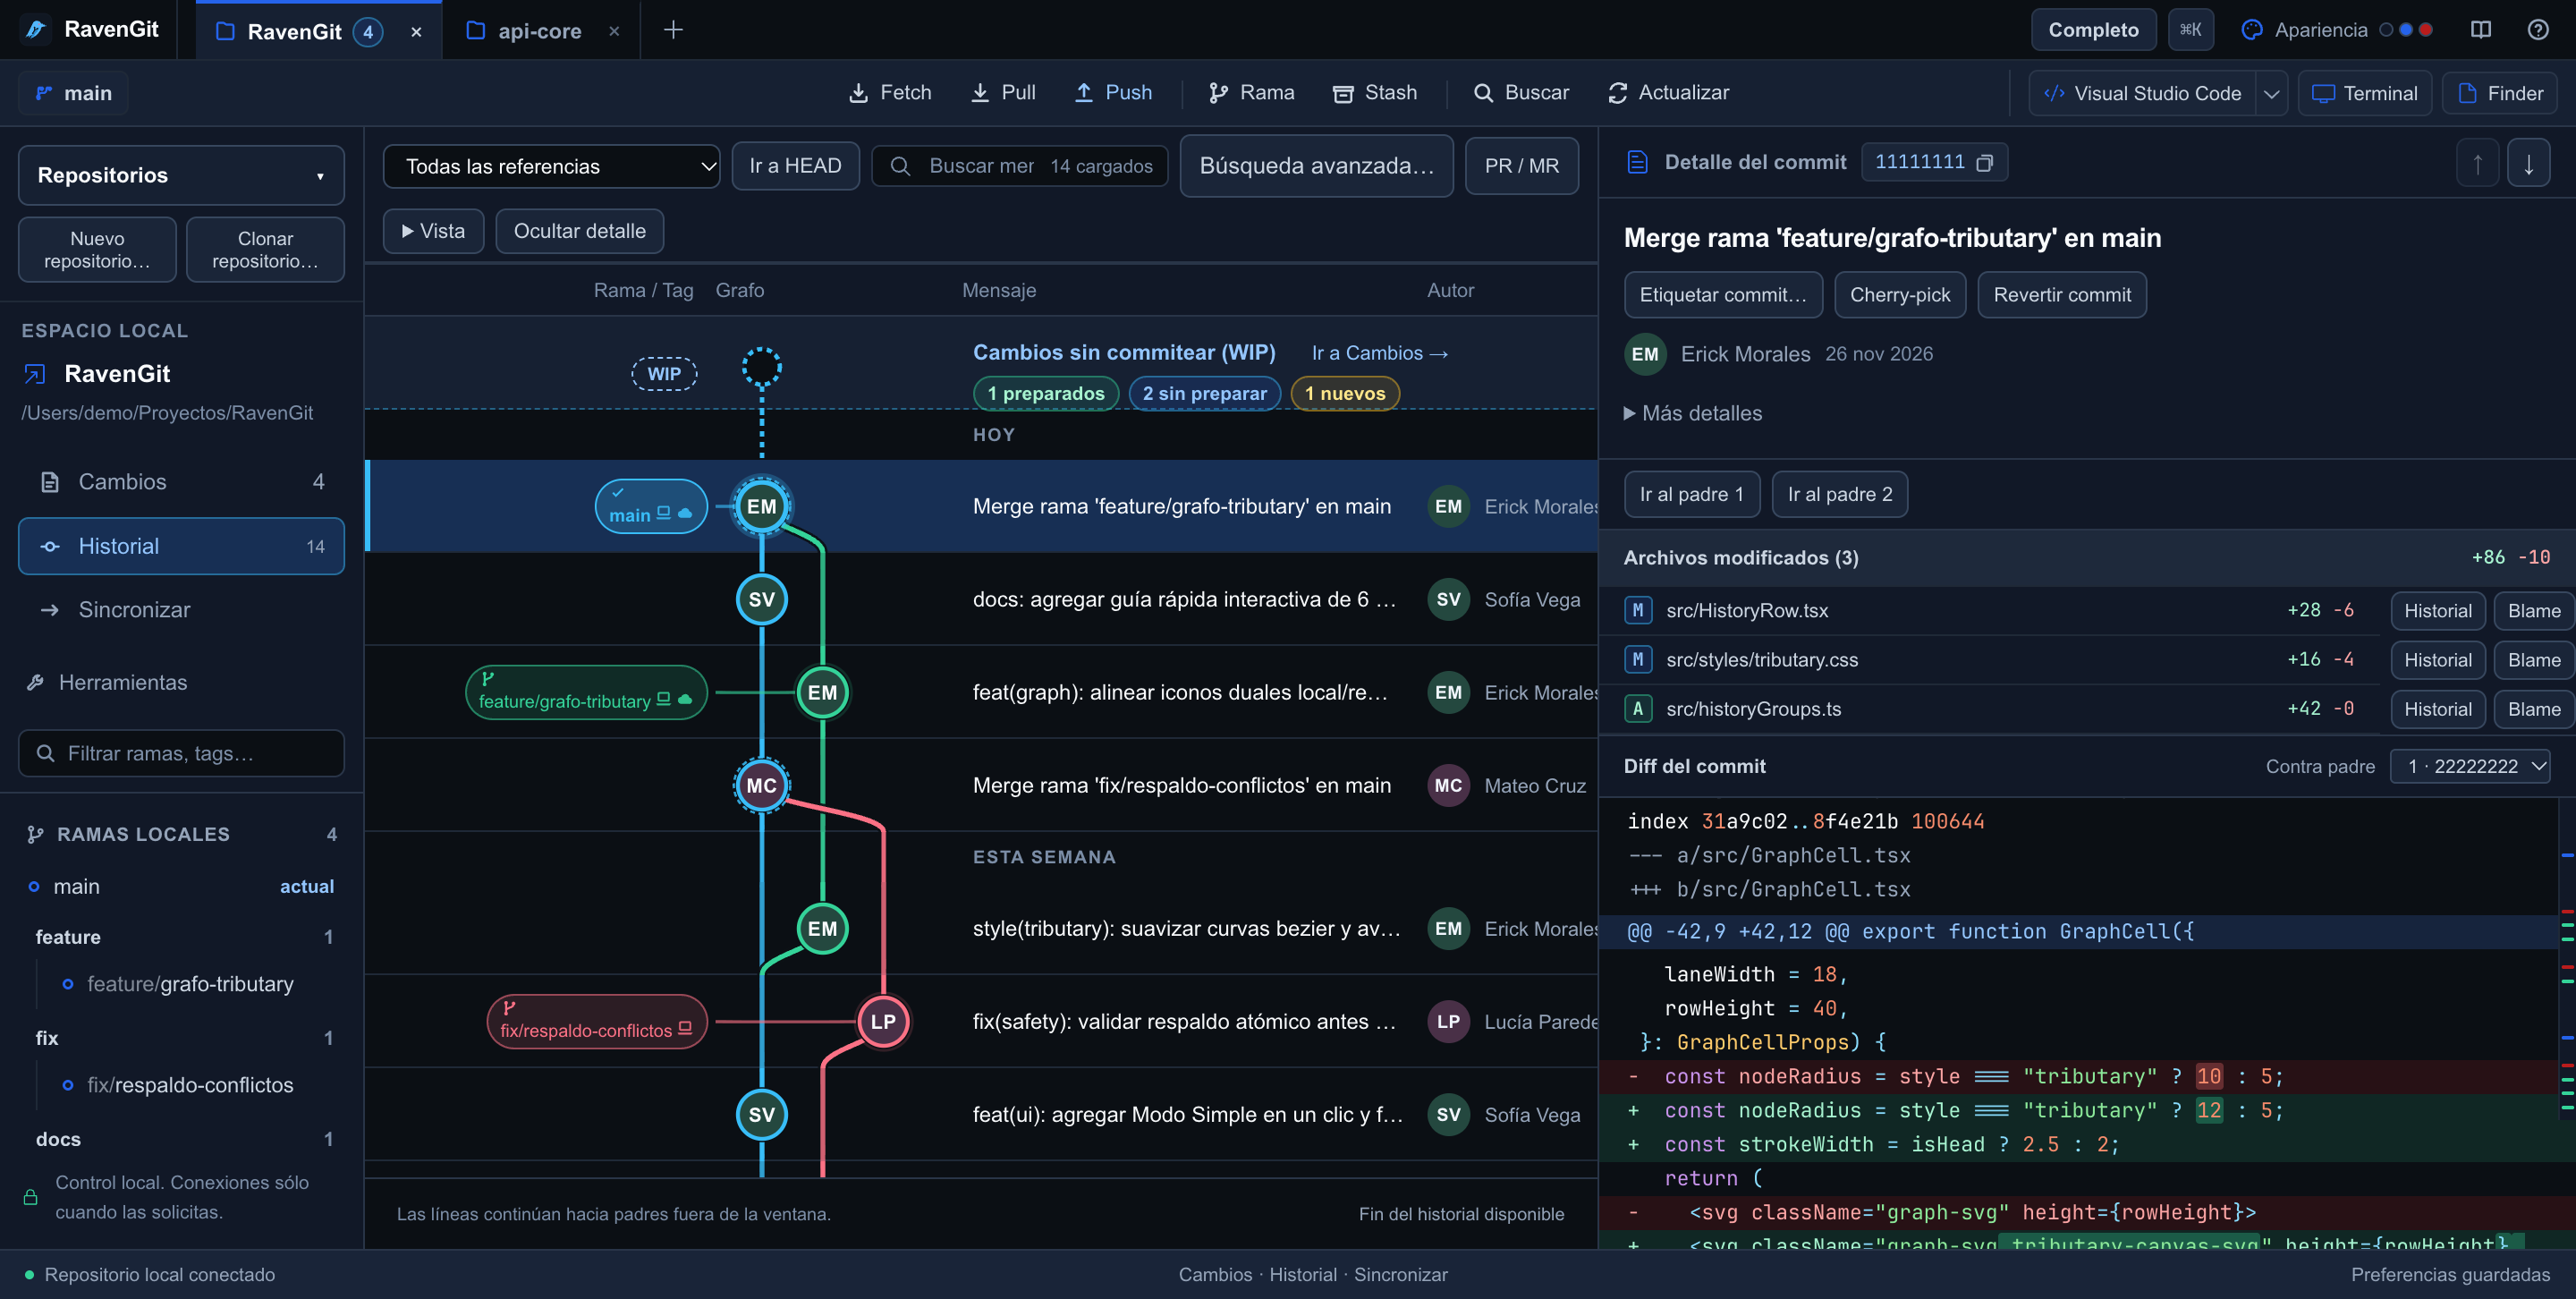 RavenGit
RavenGit 4 ×
api-core ×
+
Completo
⌘K
Apariencia
main
Fetch
Pull
Push
Rama
Stash
Buscar
Actualizar
Visual Studio Code
Terminal
Finder
Repositorios
Nuevo repositorio…
Clonar repositorio…
ESPACIO LOCAL
RavenGit
/Users/demo/Proyectos/RavenGit
Cambios 4
Historial 14
Sincronizar
Herramientas
Filtrar ramas, tags…
RAMAS LOCALES 4
main actual
feature 1
feature/grafo-tributary
fix 1
fix/respaldo-conflictos
docs 1
Control local. Conexiones sólo
cuando las solicitas.
Todas las referencias
Ir a HEAD
Buscar mer 14 cargados
Búsqueda avanzada…
PR / MR
Vista
Ocultar detalle
Rama / Tag Grafo Mensaje Autor
WIP
Cambios sin commitear (WIP) Ir a Cambios →
1 preparados 2 sin preparar 1 nuevos
HOY
main EM Merge rama 'feature/grafo-tributary' en main EM Erick Morales
SV docs: agregar guía rápida interactiva de 6 … SV Sofía Vega
feature/grafo-tributary EM feat(graph): alinear iconos duales local/re… EM Erick Morales
MC Merge rama 'fix/respaldo-conflictos' en main MC Mateo Cruz
ESTA SEMANA
EM style(tributary): suavizar curvas bezier y av… EM Erick Morales
fix/respaldo-conflictos LP fix(safety): validar respaldo atómico antes … LP Lucía Parede
SV feat(ui): agregar Modo Simple en un clic y f… SV Sofía Vega
Las líneas continúan hacia padres fuera de la ventana.
Fin del historial disponible
Detalle del commit 11111111
↑ ↓
Merge rama 'feature/grafo-tributary' en main
Etiquetar commit… Cherry-pick Revertir commit
EM Erick Morales 26 nov 2026
Más detalles
Ir al padre 1 Ir al padre 2
Archivos modificados (3) +86 -10
M src/HistoryRow.tsx +28 -6 Historial Blame
M src/styles/tributary.css +16 -4 Historial Blame
A src/historyGroups.ts +42 -0 Historial Blame
Diff del commit Contra padre 1 · 22222222
index 31a9c02..8f4e21b 100644
--- a/src/GraphCell.tsx
+++ b/src/GraphCell.tsx
@@ -42,9 +42,12 @@ export function GraphCell({
laneWidth = 18,
rowHeight = 40,
}: GraphCellProps) {
- const nodeRadius = style === "tributary" ? 10 : 5;
+ const nodeRadius = style === "tributary" ? 12 : 5;
+ const strokeWidth = isHead ? 2.5 : 2;
return (
- <svg className="graph-svg" height={rowHeight}>
+ <svg className="graph-svg tributary-canvas-svg" height={rowHeight}
Repositorio local conectado
Cambios · Historial · Sincronizar
Preferencias guardadas